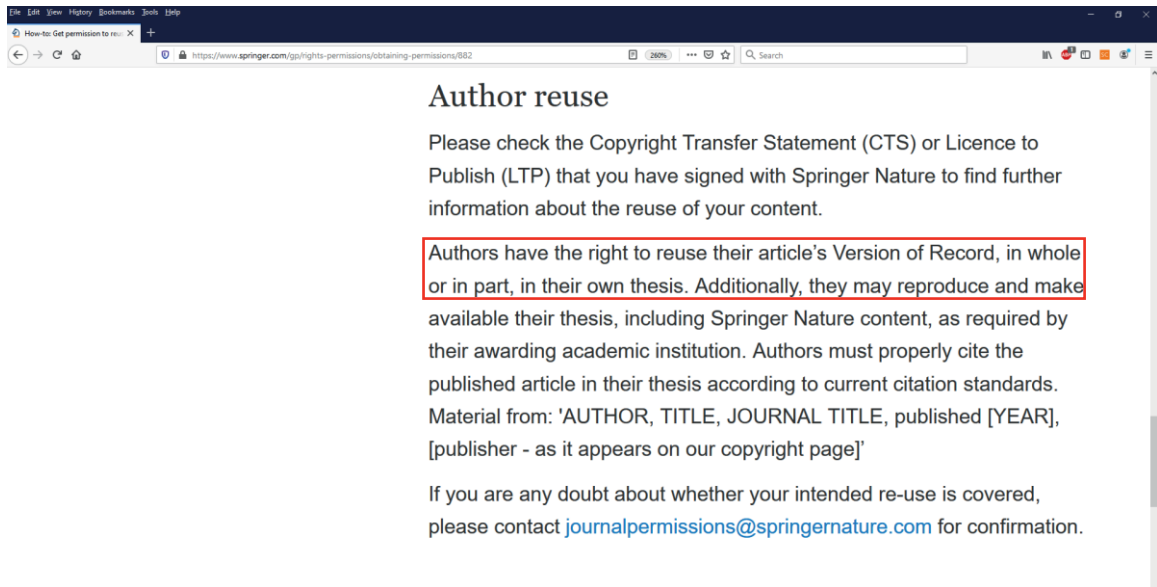 File Edit View History Bookmarks Tools Help
How-to: Get permission to reu
https://www.springer.com/gp/rights-permissions/obtaining-permissions/882
260%
Search
Author reuse
Please check the Copyright Transfer Statement (CTS) or Licence to
Publish (LTP) that you have signed with Springer Nature to find further
information about the reuse of your content.
Authors have the right to reuse their article’s Version of Record, in whole
or in part, in their own thesis. Additionally, they may reproduce and make
available their thesis, including Springer Nature content, as required by
their awarding academic institution. Authors must properly cite the
published article in their thesis according to current citation standards.
Material from: 'AUTHOR, TITLE, JOURNAL TITLE, published [YEAR],
[publisher - as it appears on our copyright page]’
If you are any doubt about whether your intended re-use is covered,
please contact journalpermissions@springernature.com for confirmation.